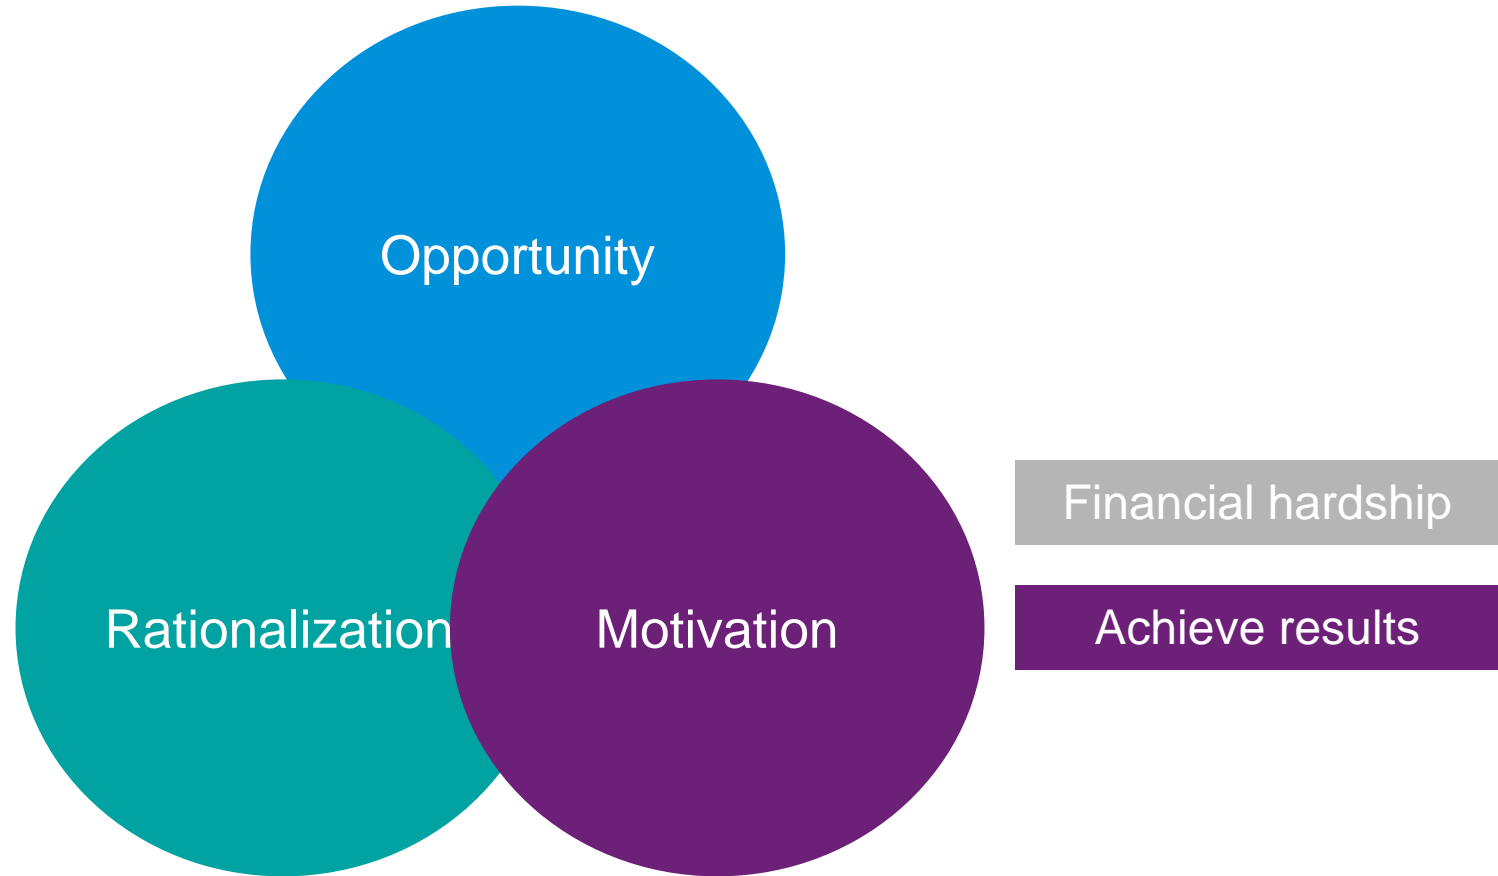 Opportunity
Rationalization
Motivation
Financial hardship
Achieve results